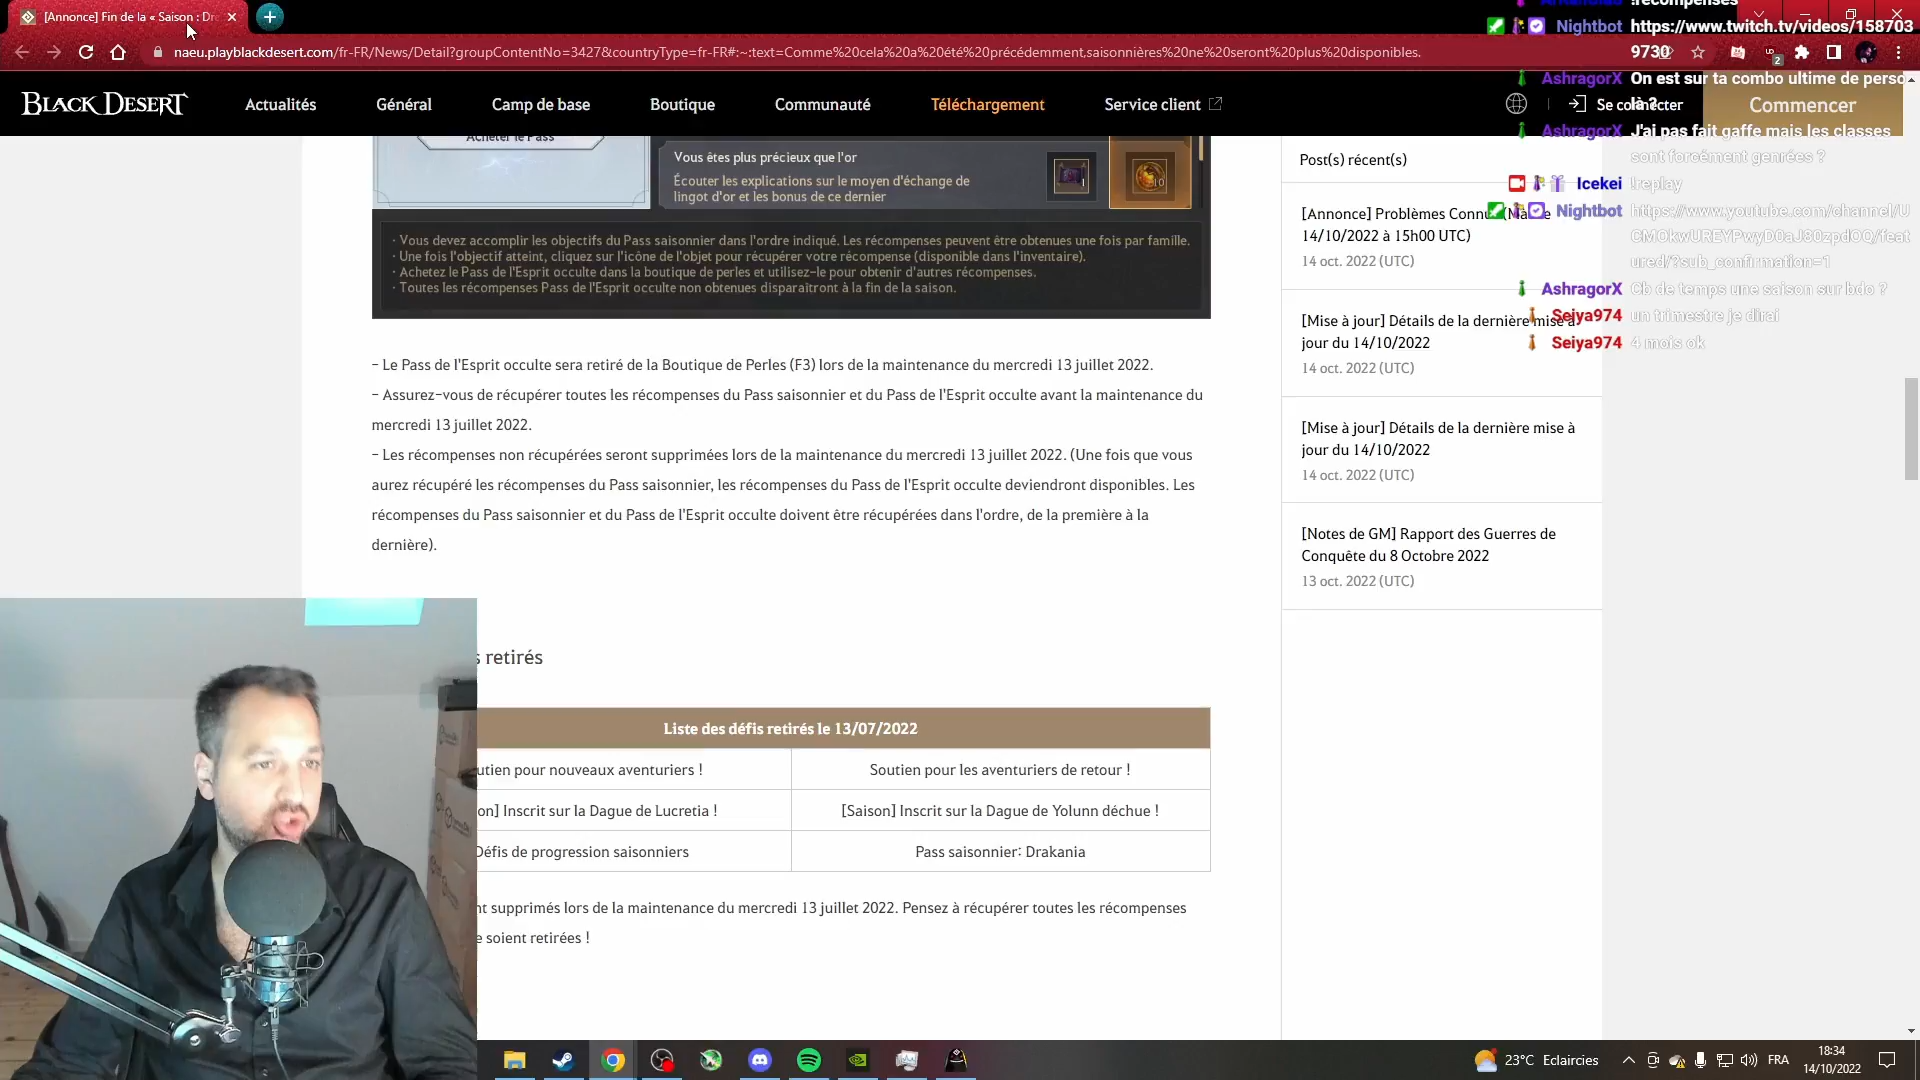 [Annonce] Fin de la « Saison : Dr
!recompenses
Nightbot https://www.twitch.tv/videos/158703
9730
naeu.playblackdesert.com/fr-FR/News/Detail?groupContentNo=3427&countryType=fr-FR#:~:text=Comme%20cela%20a%20été%20précédemment,saisonnières%20ne%20seront%20plus%20disponibles.
2
AshragorX On est sur ta combo ultime de perso
là ?
BLACK DESERT
Actualités
Général
Camp de base
Boutique
Communauté
Téléchargement
Service client
Se connecter
Commencer
AshragorX J'ai pas fait gaffe mais les classes
sont forcément genrées ?
Icekei !replay
Nightbot https://www.youtube.com/channel/U
CMOkwUREYPwyD0aJ80zpdOQ/feat
ured/?sub_confirmation=1
AshragorX Cb de temps une saison sur bdo ?
Seiya974 un trimestre je dirai
Seiya974 4 mois ok
Acheter le Pass
Vous êtes plus précieux que l'or
Écouter les explications sur le moyen d'échange de
lingot d'or et les bonus de ce dernier
1
10
· Vous devez accomplir les objectifs du Pass saisonnier dans l'ordre indiqué. Les récompenses peuvent être obtenues une fois par famille.
· Une fois l'objectif atteint, cliquez sur l'icône de l'objet pour récupérer votre récompense (disponible dans l'inventaire).
· Achetez le Pass de l'Esprit occulte dans la boutique de perles et utilisez-le pour obtenir d'autres récompenses.
· Toutes les récompenses Pass de l'Esprit occulte non obtenues disparaîtront à la fin de la saison.
– Le Pass de l'Esprit occulte sera retiré de la Boutique de Perles (F3) lors de la maintenance du mercredi 13 juillet 2022.
– Assurez-vous de récupérer toutes les récompenses du Pass saisonnier et du Pass de l'Esprit occulte avant la maintenance du
mercredi 13 juillet 2022.
– Les récompenses non récupérées seront supprimées lors de la maintenance du mercredi 13 juillet 2022. (Une fois que vous
aurez récupéré les récompenses du Pass saisonnier, les récompenses du Pass de l'Esprit occulte deviendront disponibles. Les
récompenses du Pass saisonnier et du Pass de l'Esprit occulte doivent être récupérées dans l'ordre, de la première à la
dernière).
s retirés
Liste des défis retirés le 13/07/2022
utien pour nouveaux aventuriers !
Soutien pour les aventuriers de retour !
on] Inscrit sur la Dague de Lucretia !
[Saison] Inscrit sur la Dague de Yolunn déchue !
Défis de progression saisonniers
Pass saisonnier: Drakania
nt supprimés lors de la maintenance du mercredi 13 juillet 2022. Pensez à récupérer toutes les récompenses
e soient retirées !
Post(s) récent(s)
[Annonce] Problèmes Connus
14/10/2022 à 15h00 UTC)
14 oct. 2022 (UTC)
[Mise à jour] Détails de la dernière mise à
jour du 14/10/2022
14 oct. 2022 (UTC)
[Mise à jour] Détails de la dernière mise à
jour du 14/10/2022
14 oct. 2022 (UTC)
[Notes de GM] Rapport des Guerres de
Conquête du 8 Octobre 2022
13 oct. 2022 (UTC)
23°C Eclaircies
FRA
18:34
14/10/2022